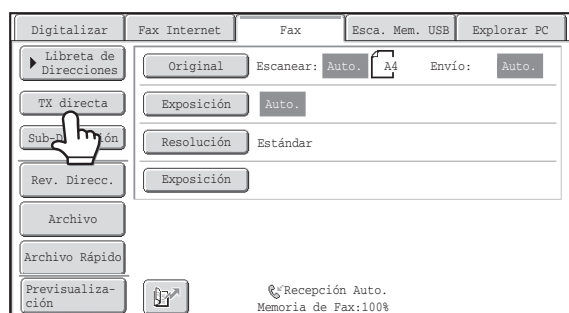 Digitalizar
Fax Internet
Fax
Esca. Mem. USB
Explorar PC
Libreta de
Direcciones
Original
Escanear:
Auto.
A4
Envío:
Auto.
TX directa
Exposición
Auto.
Resolución
Estándar
Rev. Direcc.
Exposición
Archivo
Archivo Rápido
Previsualiza-
ción
Recepción Auto.
Memoria de Fax:100%